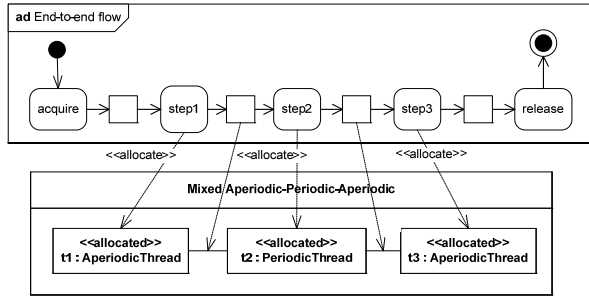 ad End-to-end flow
acquire
step1
step2
step3
release
<<allocate>>
<<allocate>>
<<allocate>>
Mixed Aperiodic-Periodic-Aperiodic
<<allocated>>
t1 : AperiodicThread
<<allocated>>
t2 : PeriodicThread
<<allocated>>
t3 : AperiodicThread